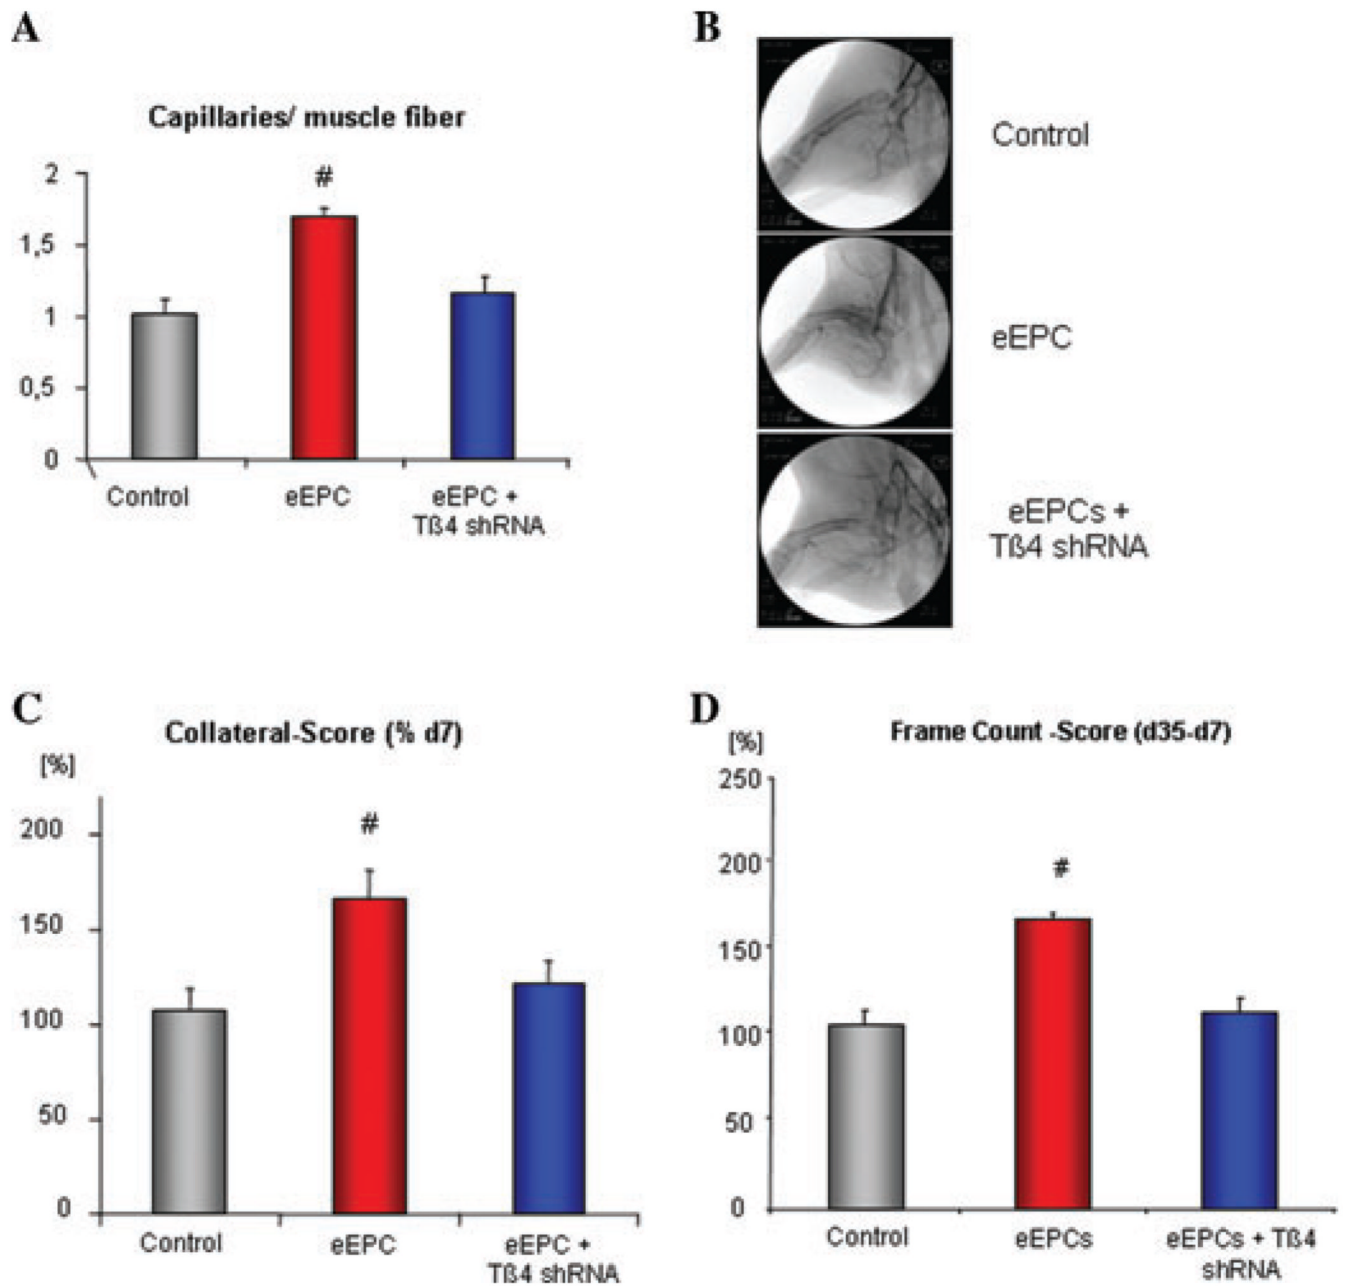 A
Capillaries/ muscle fiber
2
#
1,5
1
0,5
0
Control
eEPC
eEPC +
Tß4 shRNA
B
Control
eEPC
eEPCs +
Tß4 shRNA
C
Collateral-Score (% d7)
[%]
200
#
150
100
50
0
Control
eEPC
eEPC +
Tß4 shRNA
D
Frame Count -Score (d35-d7)
[%]
250
200
#
150
100
50
0
Control
eEPCs
eEPCs + Tß4
shRNA